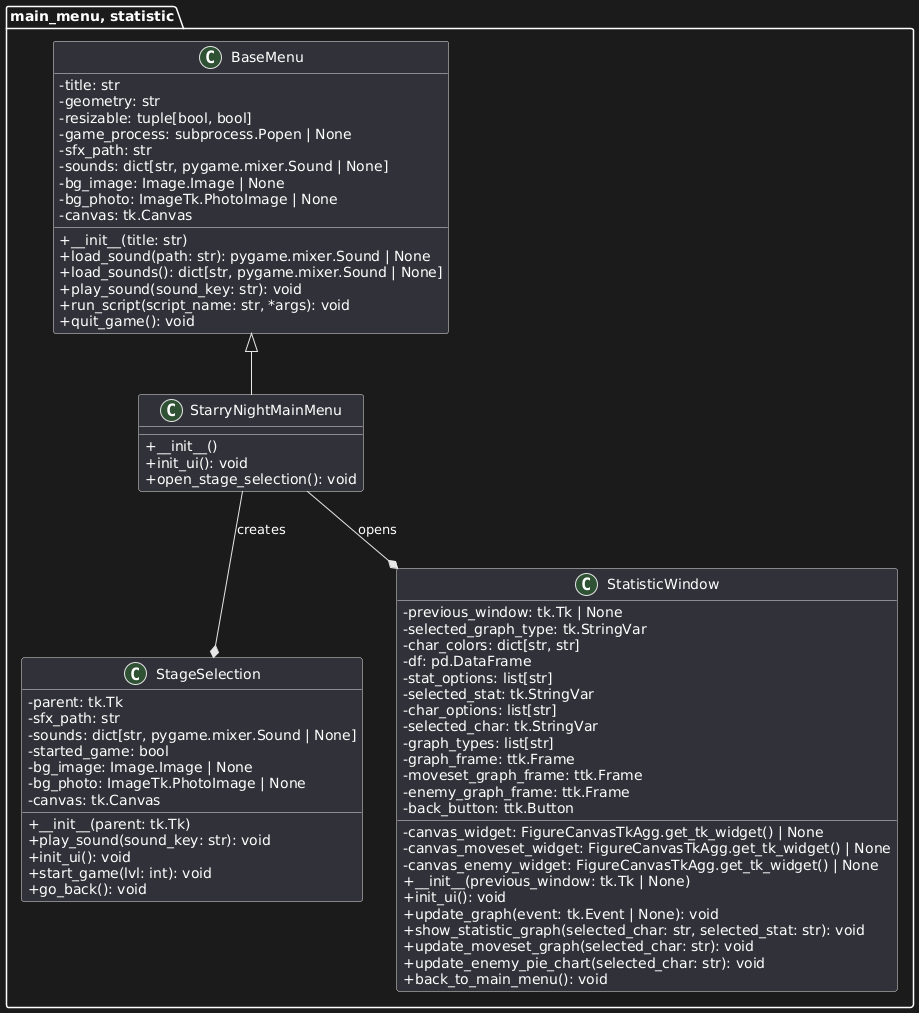 main_menu, statistic
C BaseMenu
-title: str
-geometry: str
-resizable: tuple[bool, bool]
-game_process: subprocess.Popen | None
-sfx_path: str
-sounds: dict[str, pygame.mixer.Sound | None]
-bg_image: Image.Image | None
-bg_photo: ImageTk.PhotoImage | None
-canvas: tk.Canvas
+__init__(title: str)
+load_sound(path: str): pygame.mixer.Sound | None
+load_sounds(): dict[str, pygame.mixer.Sound | None]
+play_sound(sound_key: str): void
+run_script(script_name: str, *args): void
+quit_game(): void
C StarryNightMainMenu
+__init__()
+init_ui(): void
+open_stage_selection(): void
creates
opens
C StageSelection
-parent: tk.Tk
-sfx_path: str
-sounds: dict[str, pygame.mixer.Sound | None]
-started_game: bool
-bg_image: Image.Image | None
-bg_photo: ImageTk.PhotoImage | None
-canvas: tk.Canvas
+__init__(parent: tk.Tk)
+play_sound(sound_key: str): void
+init_ui(): void
+start_game(lvl: int): void
+go_back(): void
C StatisticWindow
-previous_window: tk.Tk | None
-selected_graph_type: tk.StringVar
-char_colors: dict[str, str]
-df: pd.DataFrame
-stat_options: list[str]
-selected_stat: tk.StringVar
-char_options: list[str]
-selected_char: tk.StringVar
-graph_types: list[str]
-graph_frame: ttk.Frame
-moveset_graph_frame: ttk.Frame
-enemy_graph_frame: ttk.Frame
-back_button: ttk.Button
-canvas_widget: FigureCanvasTkAgg.get_tk_widget() | None
-canvas_moveset_widget: FigureCanvasTkAgg.get_tk_widget() | None
-canvas_enemy_widget: FigureCanvasTkAgg.get_tk_widget() | None
+__init__(previous_window: tk.Tk | None)
+init_ui(): void
+update_graph(event: tk.Event | None): void
+show_statistic_graph(selected_char: str, selected_stat: str): void
+update_moveset_graph(selected_char: str): void
+update_enemy_pie_chart(selected_char: str): void
+back_to_main_menu(): void